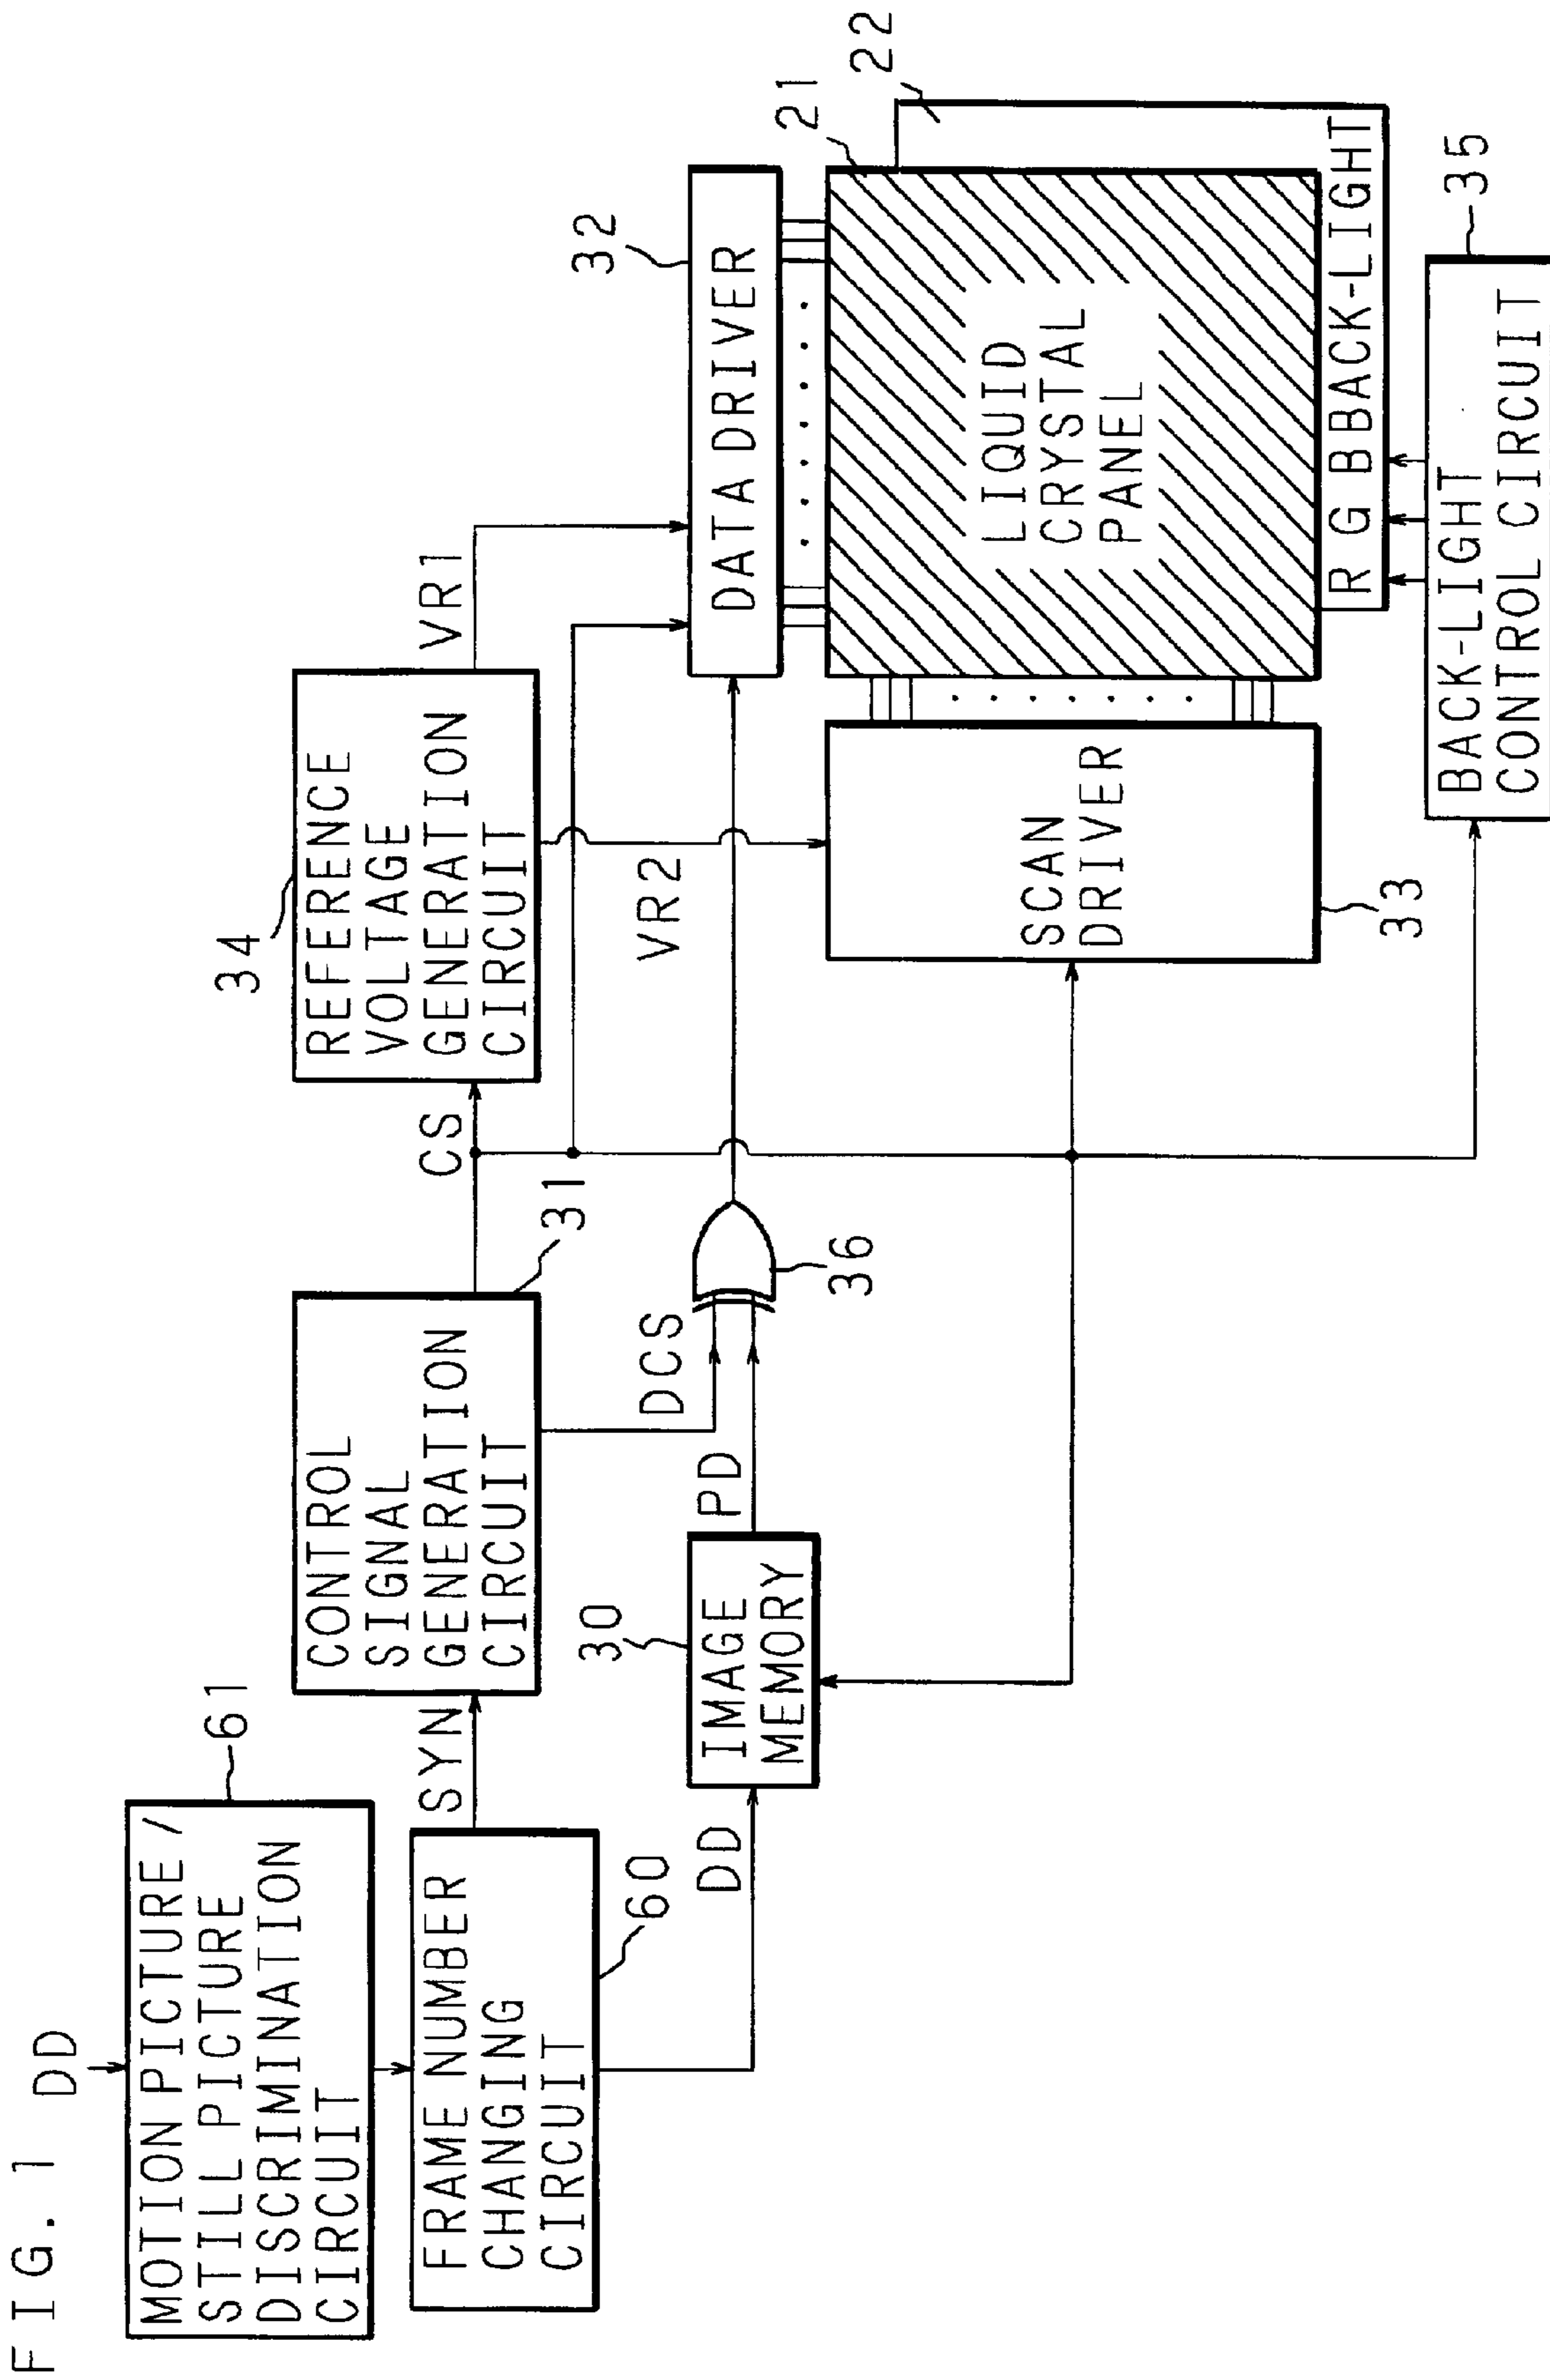 FIG. 1
DD
MOTION PICTURE /
STILL PICTURE
DISCRIMINATION
CIRCUIT
61
FRAME NUMBER
CHANGING
CIRCUIT
60
SYN
DD
CONTROL
SIGNAL
GENERATION
CIRCUIT
31
CS
DCS
30
IMAGE
MEMORY
PD
36
34
REFERENCE
VOLTAGE
GENERATION
CIRCUIT
VR1
VR2
32
DATA DRIVER
SCAN
DRIVER
33
21
22
LIQUID
CRYSTAL
PANEL
R G B BACK-LIGHT
BACK-LIGHT
CONTROL CIRCUIT
35